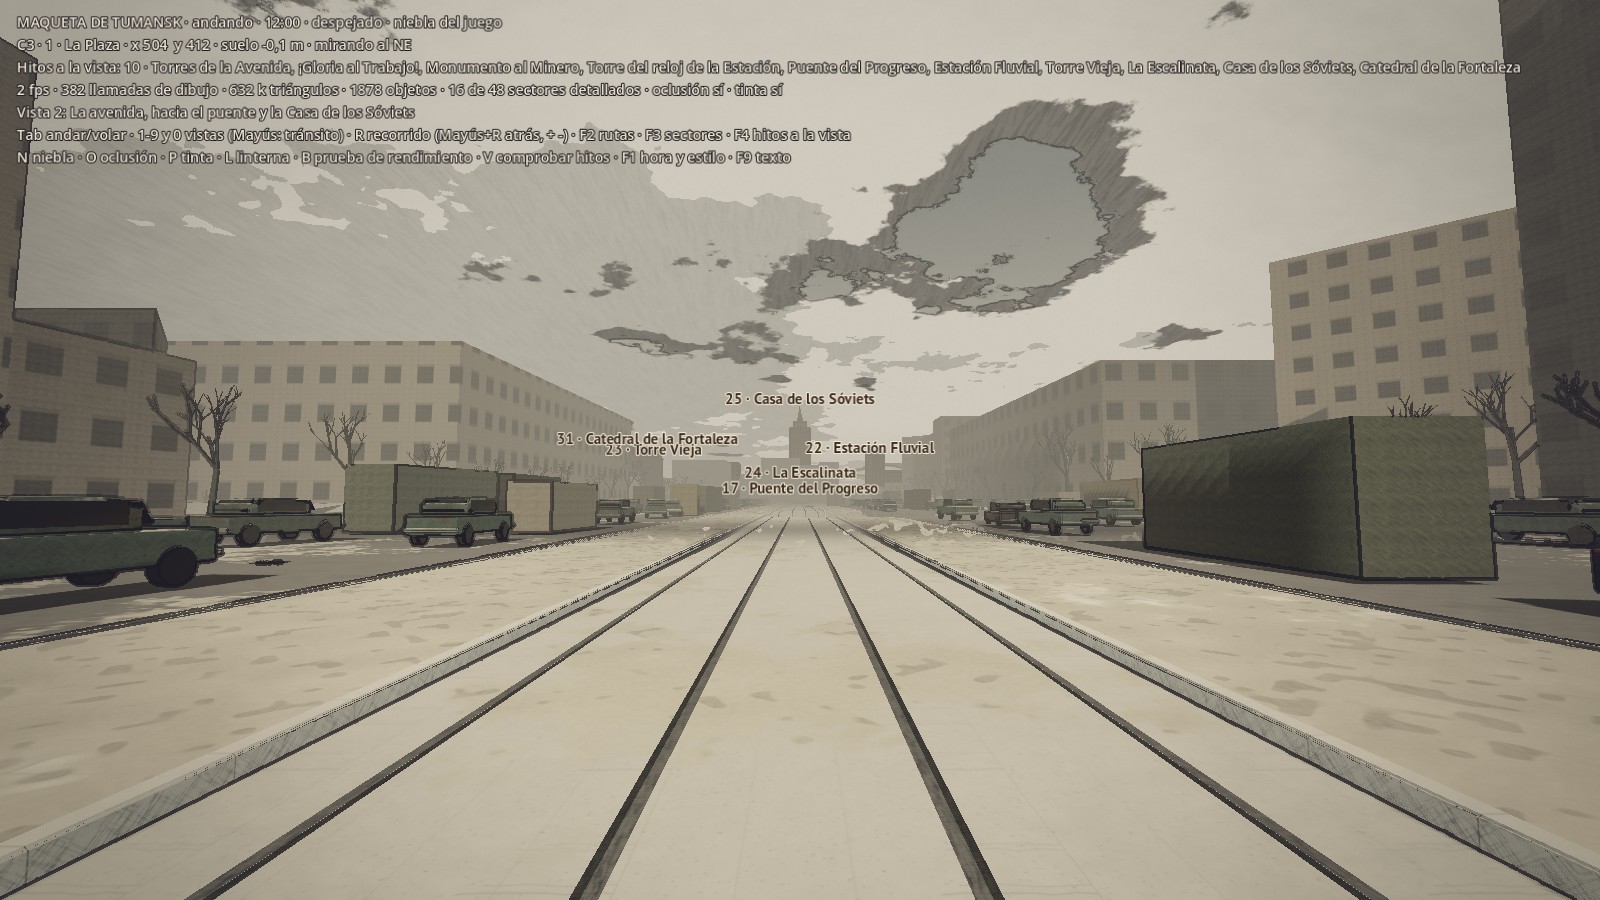 MAQUETA DE TUMANSK · andando · 12:00 · despejado · niebla del juego
C3 · 1 · La Plaza · x 504 y 412 · suelo -0,1 m · mirando al NE
Hitos a la vista: 10 · Torres de la Avenida, ¡Gloria al Trabajo!, Monumento al Minero, Torre del reloj de la Estación, Puente del Progreso, Estación Fluvial, Torre Vieja, La Escalinata, Casa de los Sóviets, Catedral de la Fortaleza
2 fps · 382 llamadas de dibujo · 632 k triángulos · 1878 objetos · 16 de 48 sectores detallados · oclusión sí · tinta sí
Vista 2: La avenida, hacia el puente y la Casa de los Sóviets
Tab andar/volar · 1-9 y 0 vistas (Mayús: tránsito) · R recorrido (Mayús+R atrás, + -) · F2 rutas · F3 sectores · F4 hitos a la vista
N niebla · O oclusión · P tinta · L linterna · B prueba de rendimiento · V comprobar hitos · F1 hora y estilo · F9 texto
25 · Casa de los Sóviets
31 · Catedral de la Fortaleza
23 · Torre Vieja
22 · Estación Fluvial
24 · La Escalinata
17 · Puente del Progreso